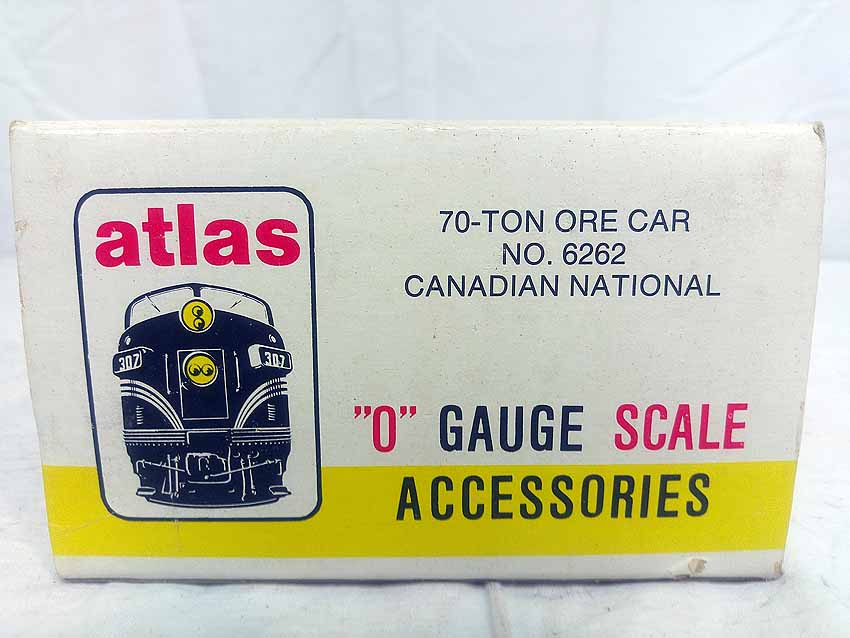 atlas
307 307
70-TON ORE CAR
NO. 6262
CANADIAN NATIONAL
"O" GAUGE SCALE
ACCESSORIES